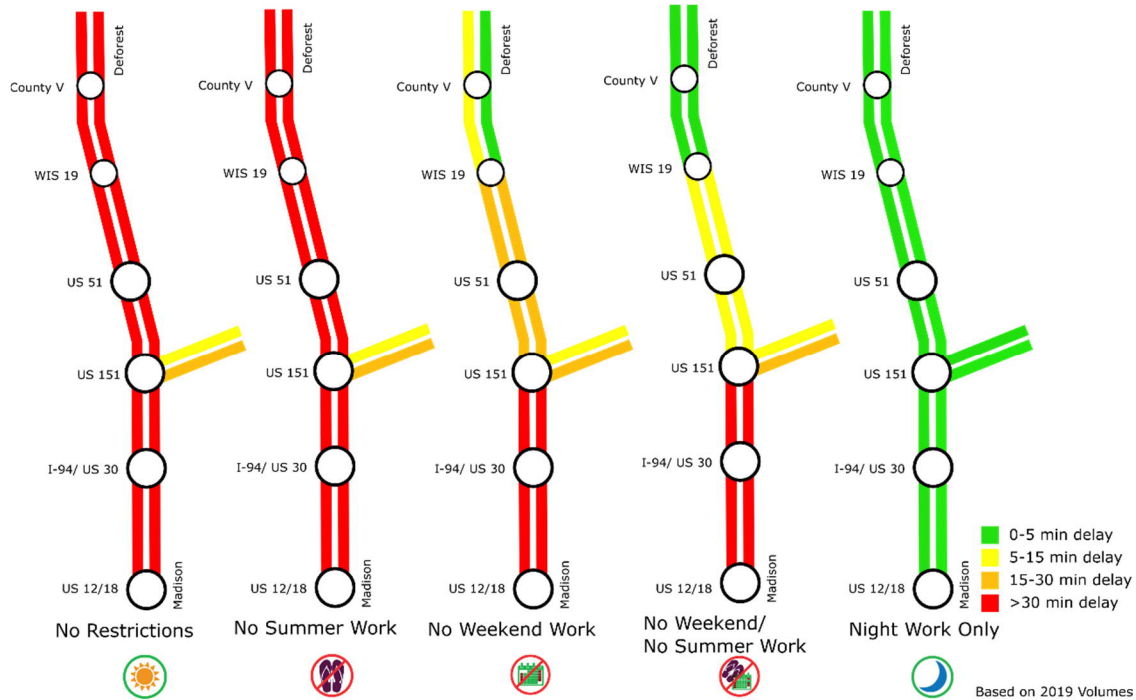 Deforest
County V
WIS 19
US 51
US 151
I-94/ US 30
US 12/18
Madison
No Restrictions
Deforest
County V
WIS 19
US 51
US 151
I-94/ US 30
US 12/18
Madison
No Summer Work
Deforest
County V
WIS 19
US 51
US 151
I-94/ US 30
US 12/18
Madison
No Weekend Work
Deforest
County V
WIS 19
US 51
US 151
I-94/ US 30
US 12/18
Madison
No Weekend/
No Summer Work
Deforest
County V
WIS 19
US 51
US 151
I-94/ US 30
US 12/18
Madison
Night Work Only
0-5 min delay
5-15 min delay
15-30 min delay
>30 min delay
Based on 2019 Volumes